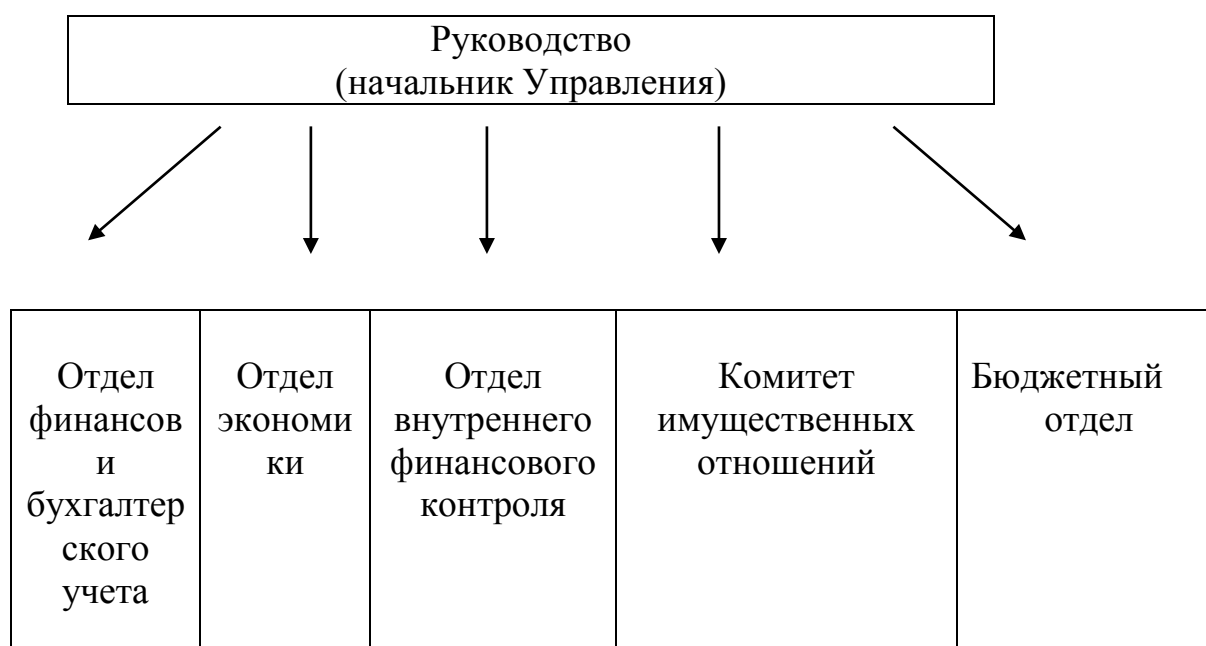 Руководство
(начальник Управления)
Отдел
финансов
и
бухгалтер
ского
учета
Отдел
экономи
ки
Отдел
внутреннего
финансового
контроля
Комитет
имущественных
отношений
Бюджетный
отдел